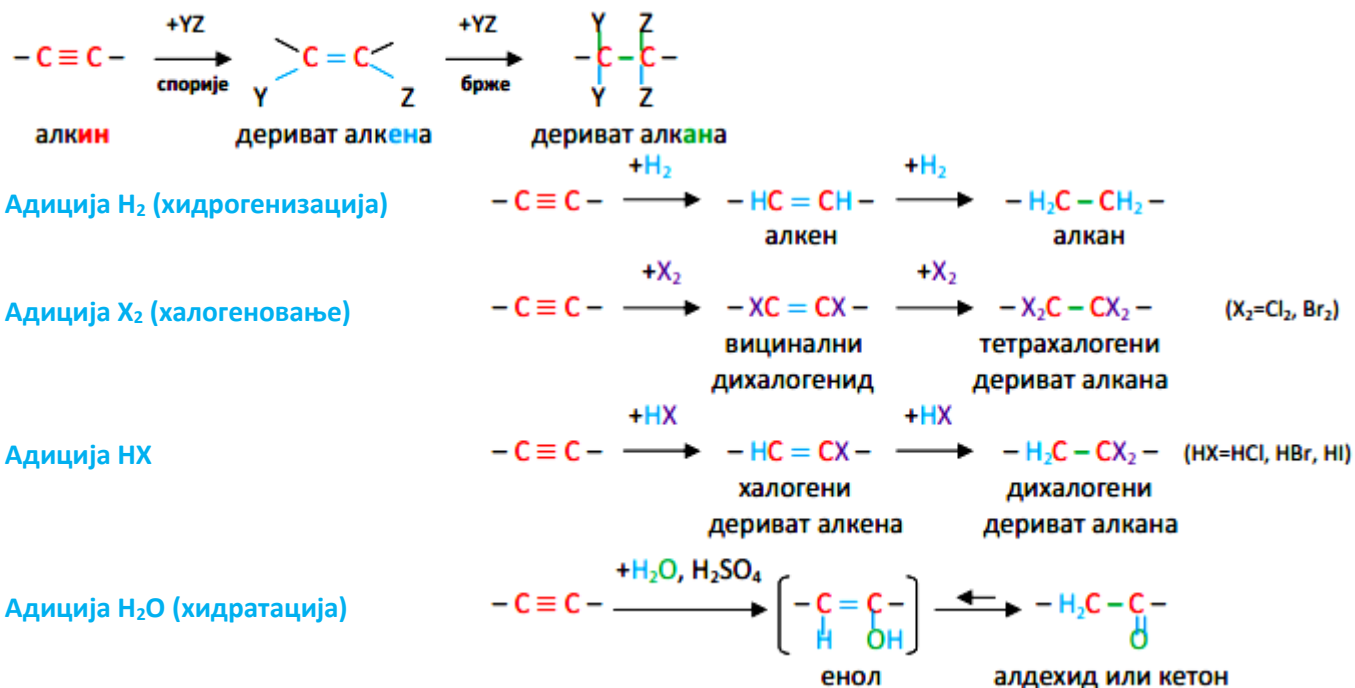 +YZ +YZ Y Z
– C ≡ C – C = C – C – C –
спорије Y Z брже Y Z
алкин дериват алкена дериват алкана
+H₂ +H₂
Адиција H₂ (хидрогенизација) – C ≡ C – – HC = CH – – H₂C – CH₂ –
алкен алкан
+X₂ +X₂
Адиција X₂ (халогеновање) – C ≡ C – – XC = CX – – X₂C – CX₂ – (X₂=Cl₂, Br₂)
вицинални тетрахалогени
дихалогенид дериват алкана
+HX +HX
Адиција HX – C ≡ C – – HC = CX – – H₂C – CX₂ – (HX=HCl, HBr, HI)
халогени дихалогени
дериват алкена дериват алкана
+H₂O, H₂SO₄
Адиција H₂O (хидратација) – C ≡ C – [ – C = C – ] – H₂C – C –
H OH O
енол алдехид или кетон